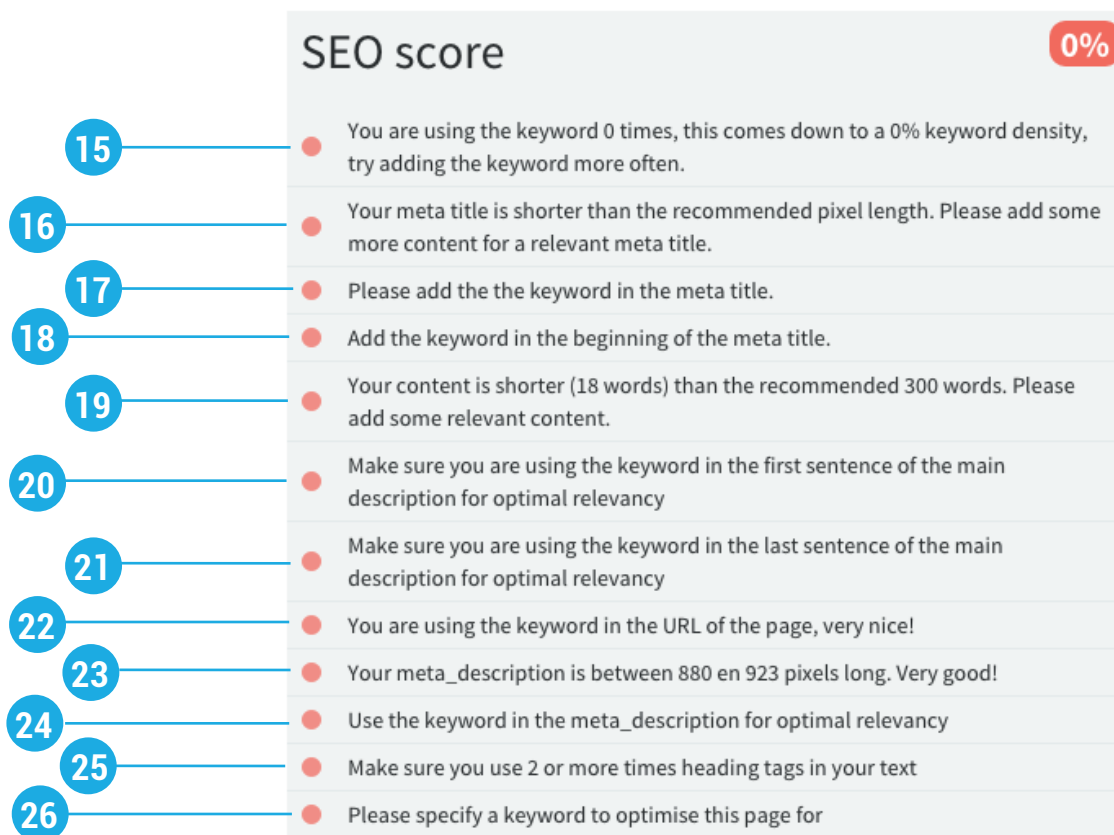 SEO score
0%
15
You are using the keyword 0 times, this comes down to a 0% keyword density,
try adding the keyword more often.
16
Your meta title is shorter than the recommended pixel length. Please add some
more content for a relevant meta title.
17
Please add the the keyword in the meta title.
18
Add the keyword in the beginning of the meta title.
19
Your content is shorter (18 words) than the recommended 300 words. Please
add some relevant content.
20
Make sure you are using the keyword in the first sentence of the main
description for optimal relevancy
21
Make sure you are using the keyword in the last sentence of the main
description for optimal relevancy
22
You are using the keyword in the URL of the page, very nice!
23
Your meta_description is between 880 en 923 pixels long. Very good!
24
Use the keyword in the meta_description for optimal relevancy
25
Make sure you use 2 or more times heading tags in your text
26
Please specify a keyword to optimise this page for